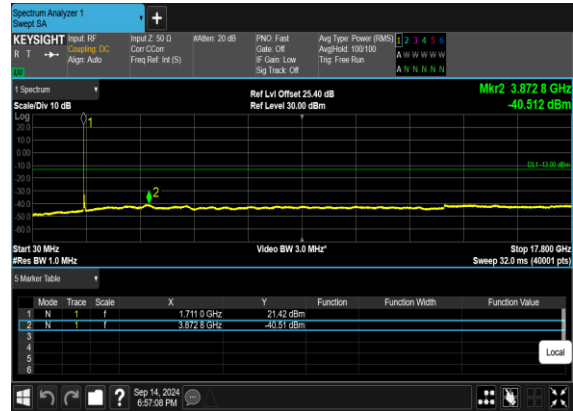 Spectrum Analyzer 1
Swept SA
+
KEYSIGHT
R T
LXI
Input: RF
Coupling: DC
Align: Auto
Input Z: 50 Ω
Corr CCorr
Freq Ref: Int (S)
#Atten: 20 dB
PNO: Fast
Gate: Off
IF Gain: Low
Sig Track: Off
Avg Type: Power (RMS)
Avg|Hold: 100/100
Trig: Free Run
1 2 3 4 5 6
A W W W W W
A N N N N N
1 Spectrum
Scale/Div 10 dB
Ref Lvl Offset 25.40 dB
Ref Level 30.00 dBm
Mkr2 3.872 8 GHz
-40.512 dBm
Log
1
20.0
10.0
0.00
-10.0
DL1 -13.00 dBm
-20.0
-30.0
2
-40.0
-50.0
-60.0
Start 30 MHz
#Res BW 1.0 MHz
Video BW 3.0 MHz*
Stop 17.800 GHz
Sweep 32.0 ms (40001 pts)
5 Marker Table
Mode Trace Scale X Y Function Function Width Function Value
1 N 1 f 1.711 0 GHz 21.42 dBm
2 N 1 f 3.872 8 GHz -40.51 dBm
3
4
5
6
Local
?
Sep 14, 2024
6:57:08 PM